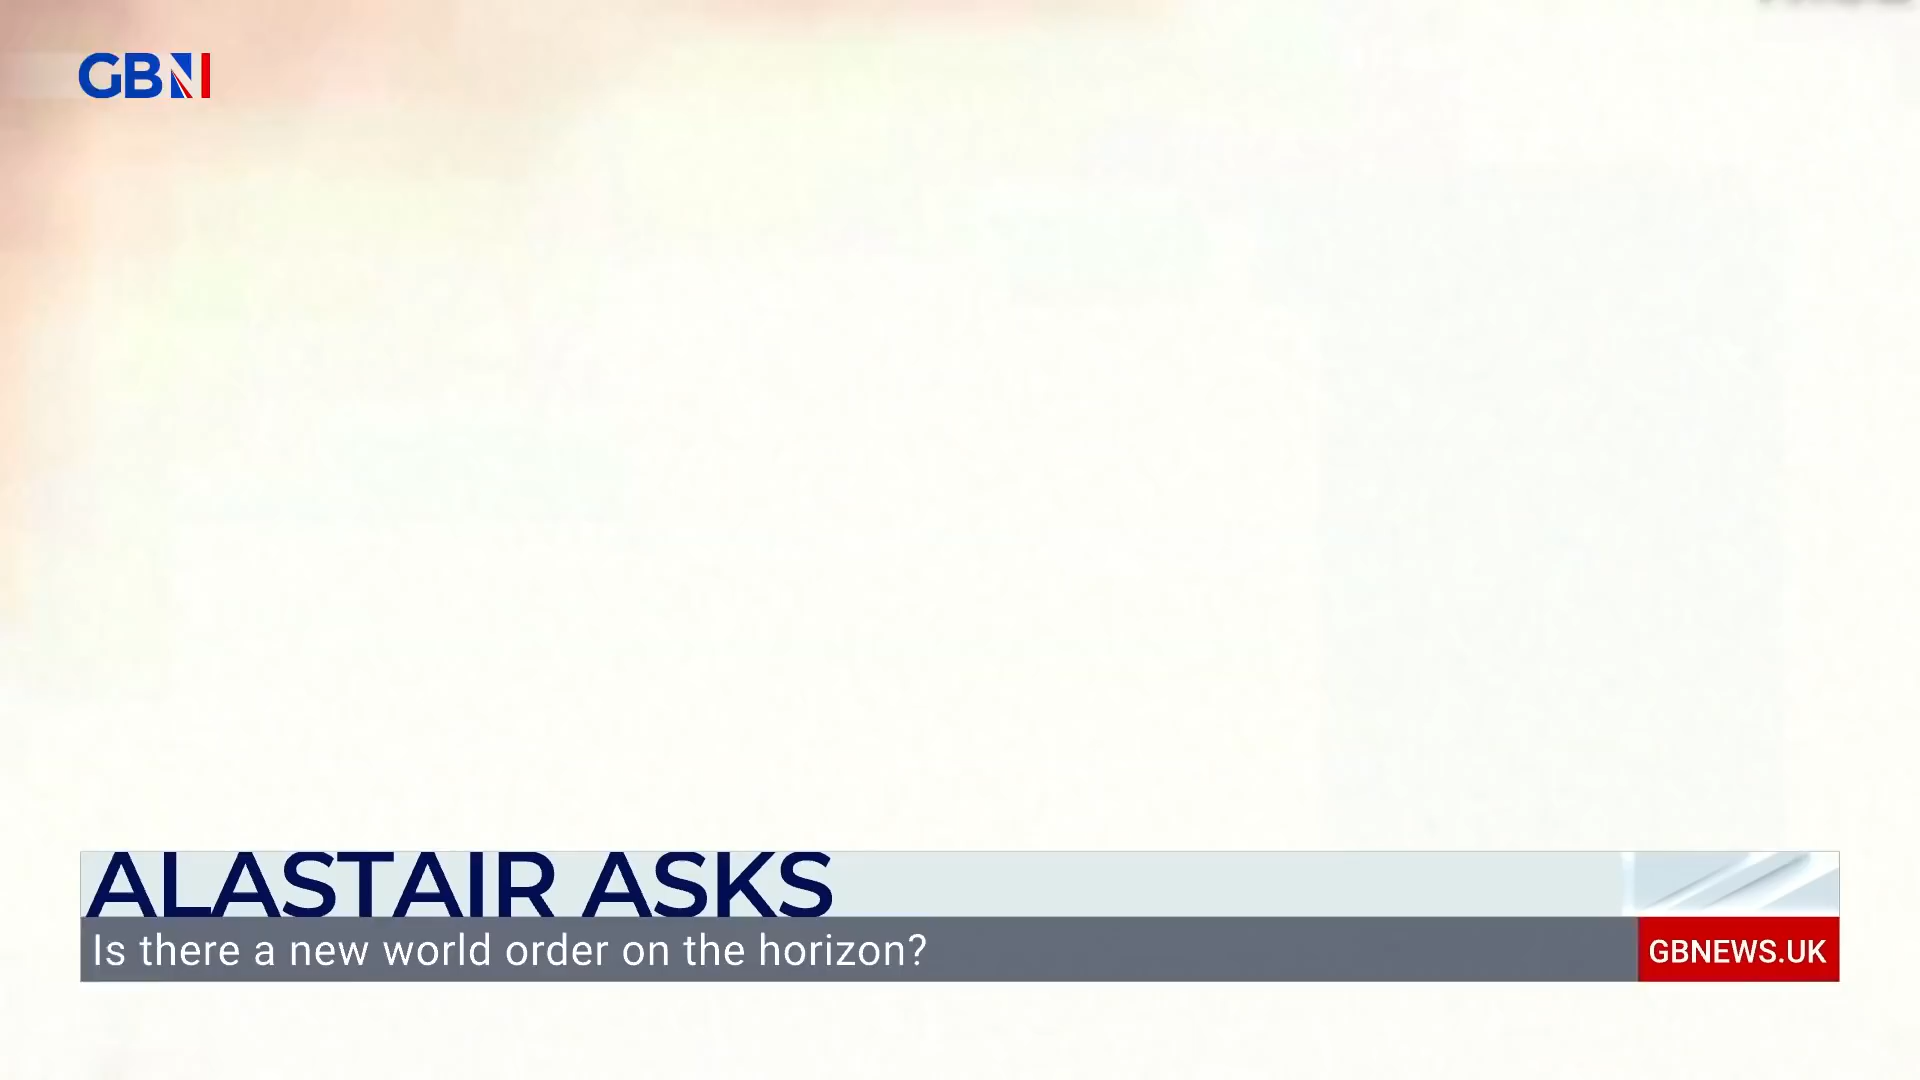 GBN
ALASTAIR ASKS
Is there a new world order on the horizon?
GBNEWS.UK